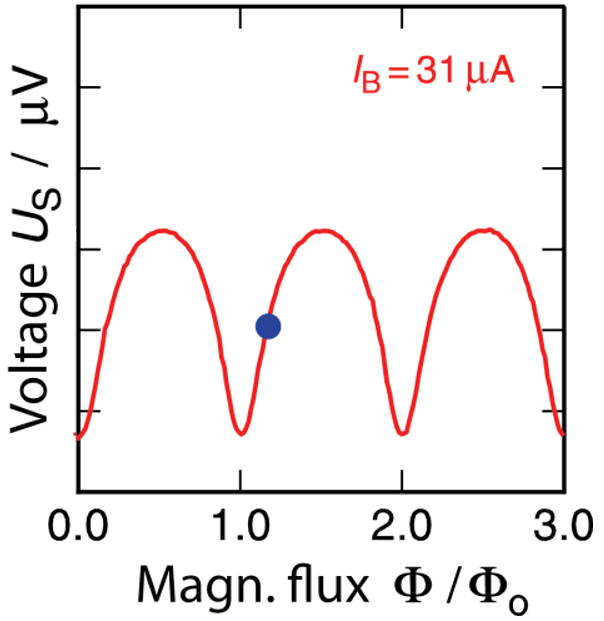 I_B = 31 μA
Voltage U_S / μV
0.0 1.0 2.0 3.0
Magn. flux Φ / Φ_o